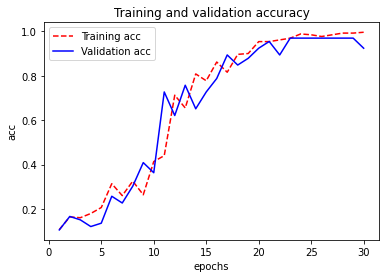 Training and validation accuracy
Training acc
Validation acc
acc
1.0
0.8
0.6
0.4
0.2
0 5 10 15 20 25 30
epochs